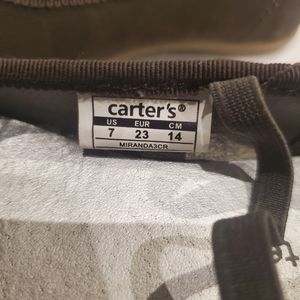 carter's®
US EUR CM
7 23 14
MIRANDA3CR